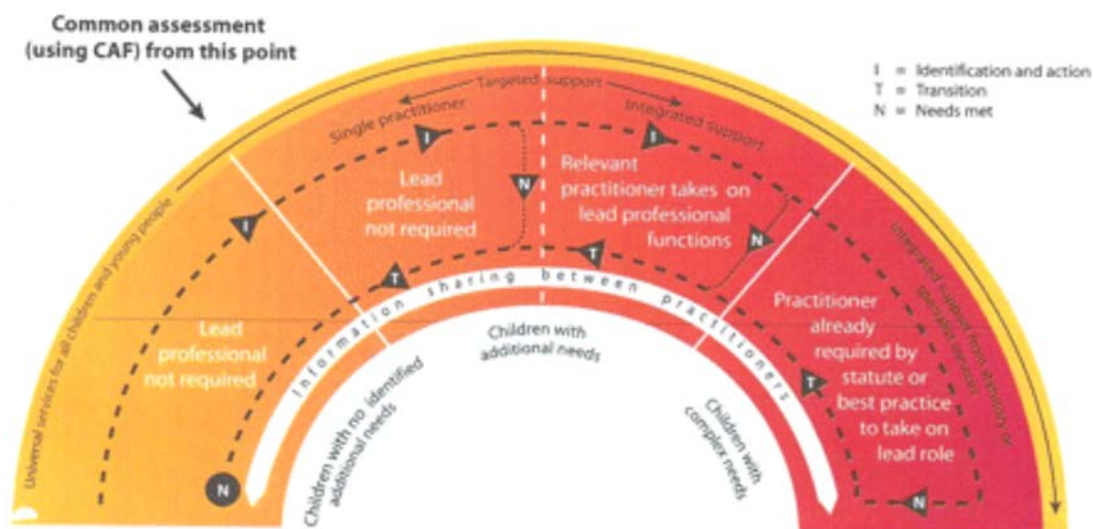 Common assessment
(using CAF) from this point
I = Identification and action
T = Transition
N = Needs met
Targeted support
Single practitioner
Integrated support
Universal services for all children and young people
Integrated support from statutory or
specialist services
I
I
I
N
N
T
T
T
N
N
Lead
professional
not required
Lead
professional
not required
Relevant
practitioner takes on
lead professional
functions
Practitioner
already
required by
statute or
best practice
to take on
lead role
Information sharing between practitioners
Children with no identified
additional needs
Children with
additional needs
Children with
complex needs